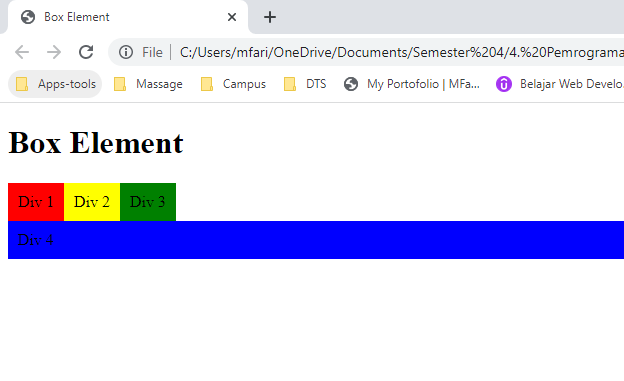 Box Element
File C:/Users/mfari/OneDrive/Documents/Semester%204/4.%20Pemrograma
Apps-tools Massage Campus DTS My Portofolio | MFa... Belajar Web Develo...
Box Element
Div 1 Div 2 Div 3
Div 4